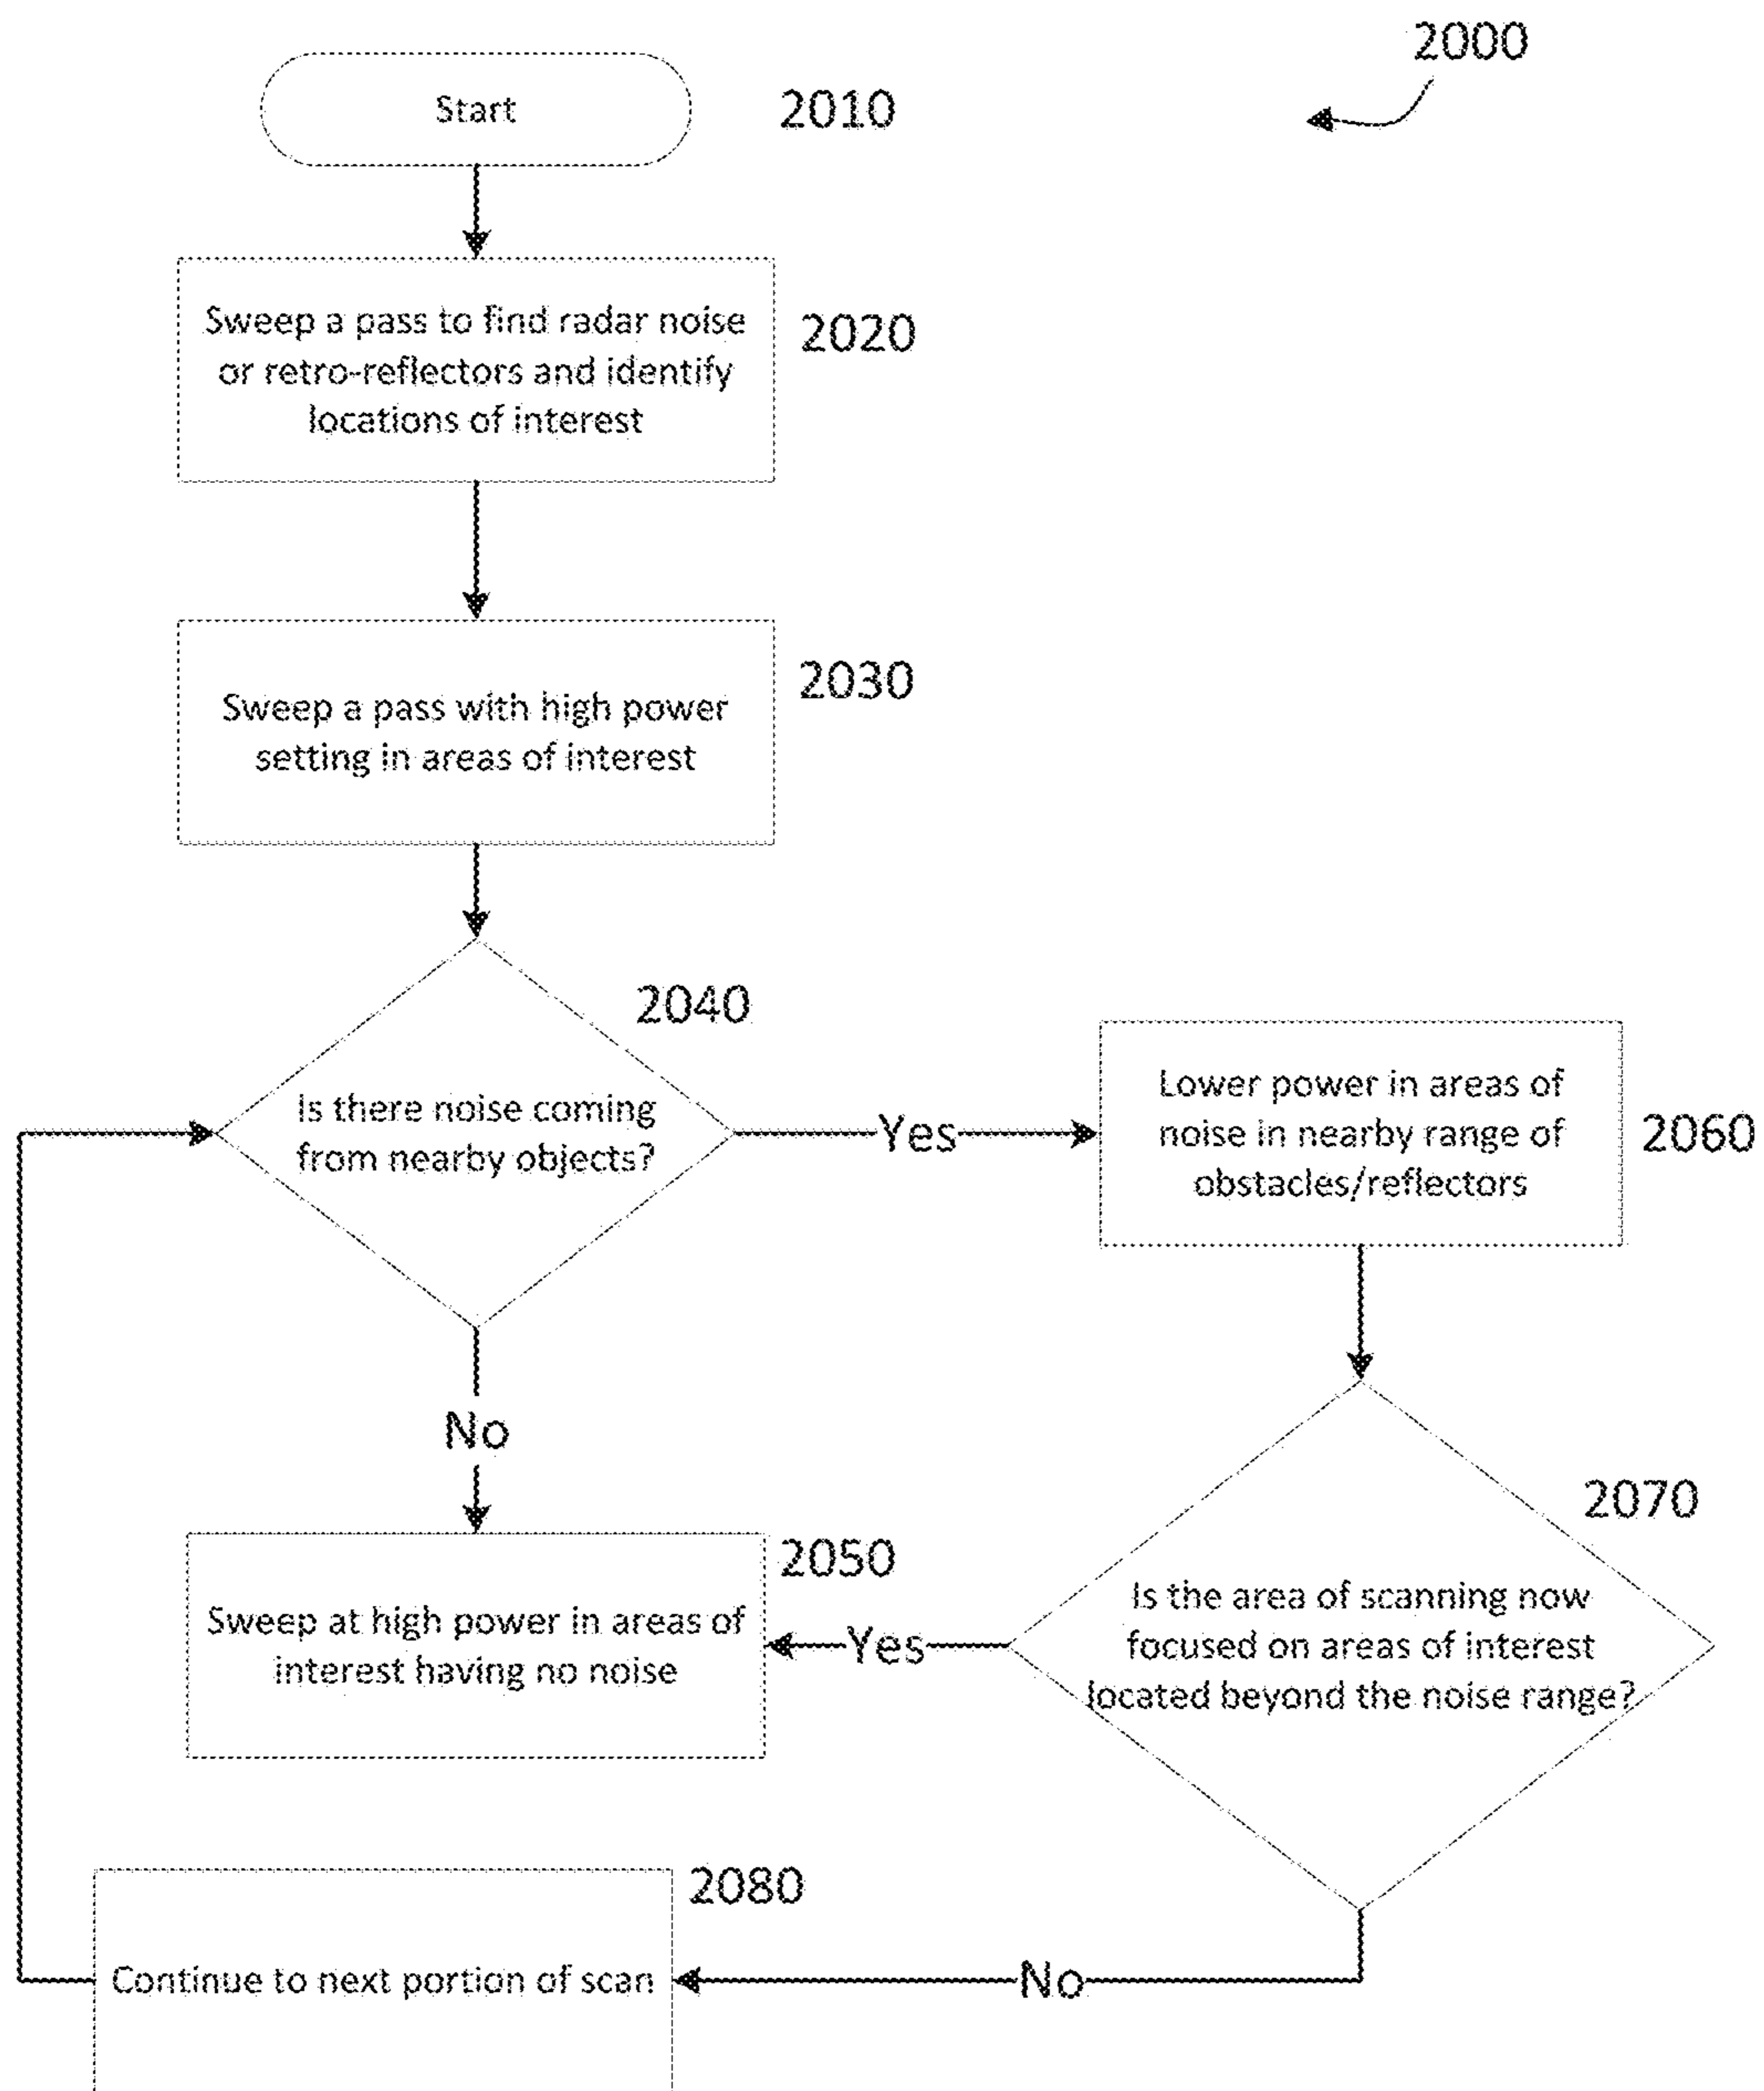 2000
Start
2010
Sweep a pass to find radar noise
or retro-reflectors and identify
locations of interest
2020
Sweep a pass with high power
setting in areas of interest
2030
2040
Is there noise coming
from nearby objects?
Yes
Lower power in areas of
noise in nearby range of
obstacles/reflectors
2060
No
2050
Sweep at high power in areas of
interest having no noise
Yes
2070
Is the area of scanning now
focused on areas of interest
located beyond the noise range?
2080
Continue to next portion of scan
No